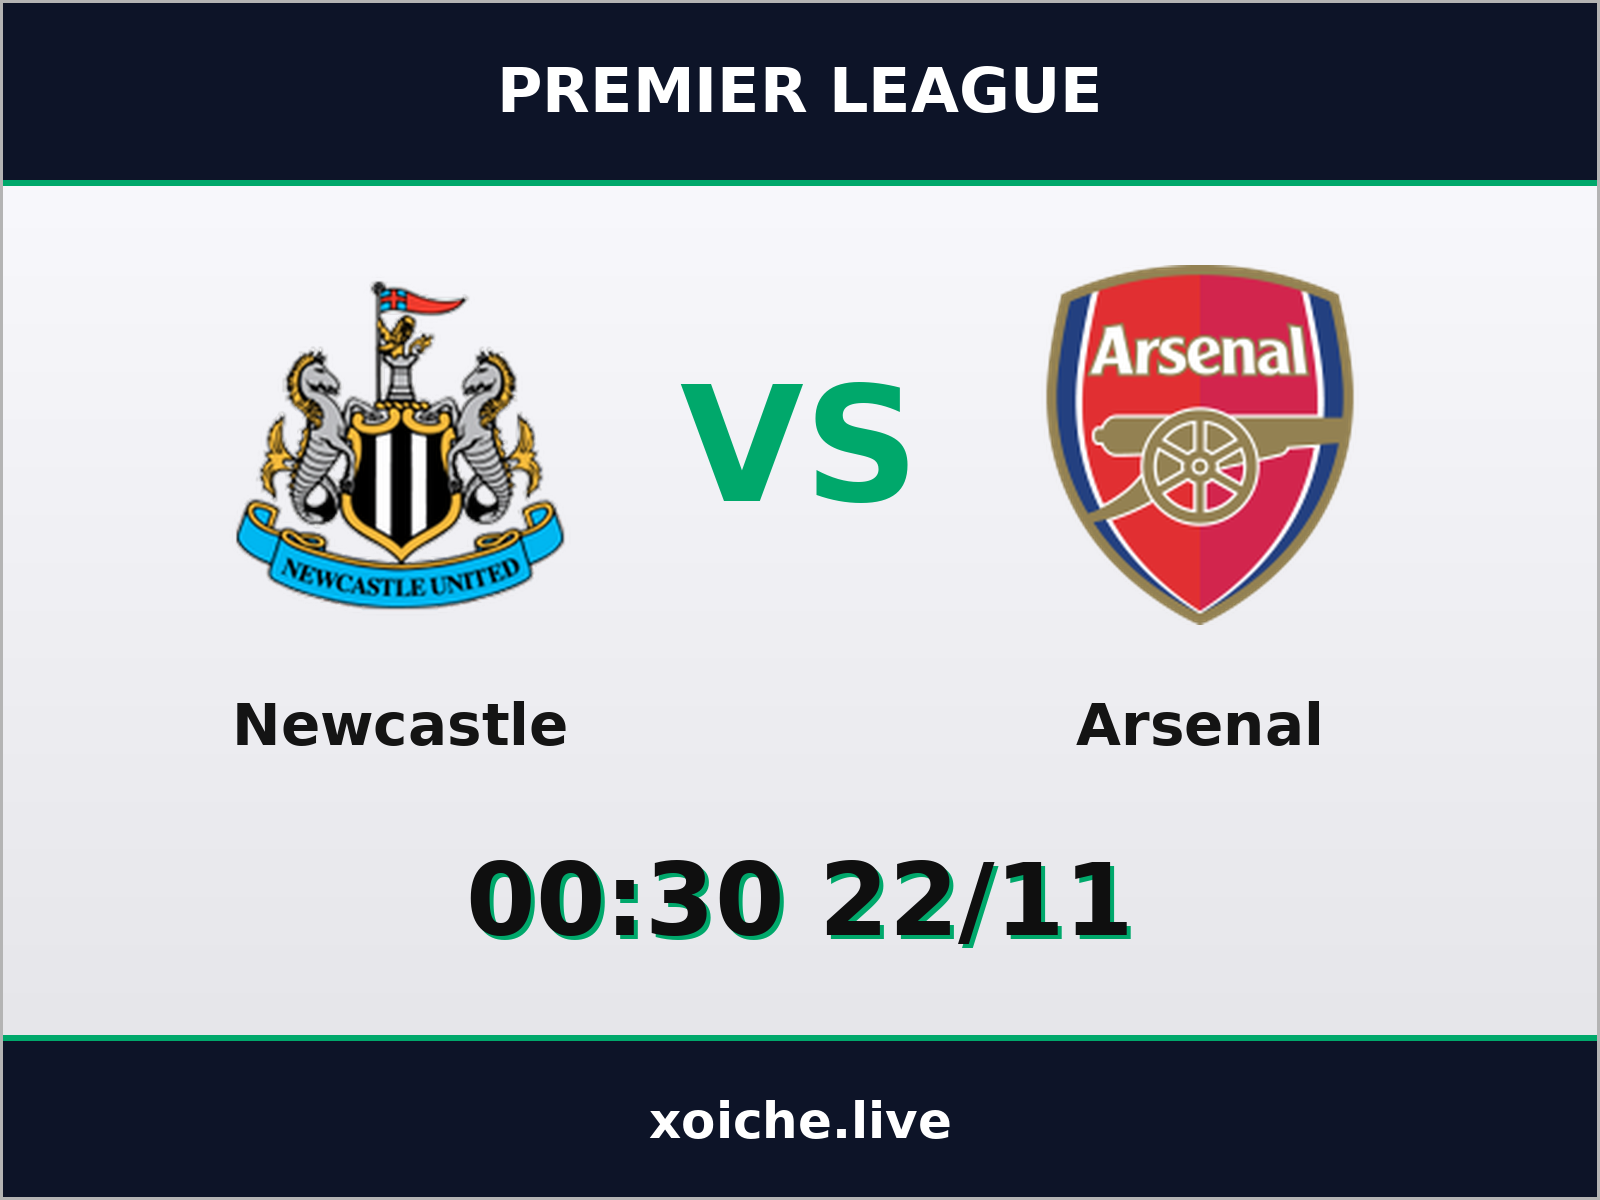 PREMIER LEAGUE
NEWCASTLE UNITED
VS
Arsenal
Newcastle
Arsenal
00:30 22/11
xoiche.live